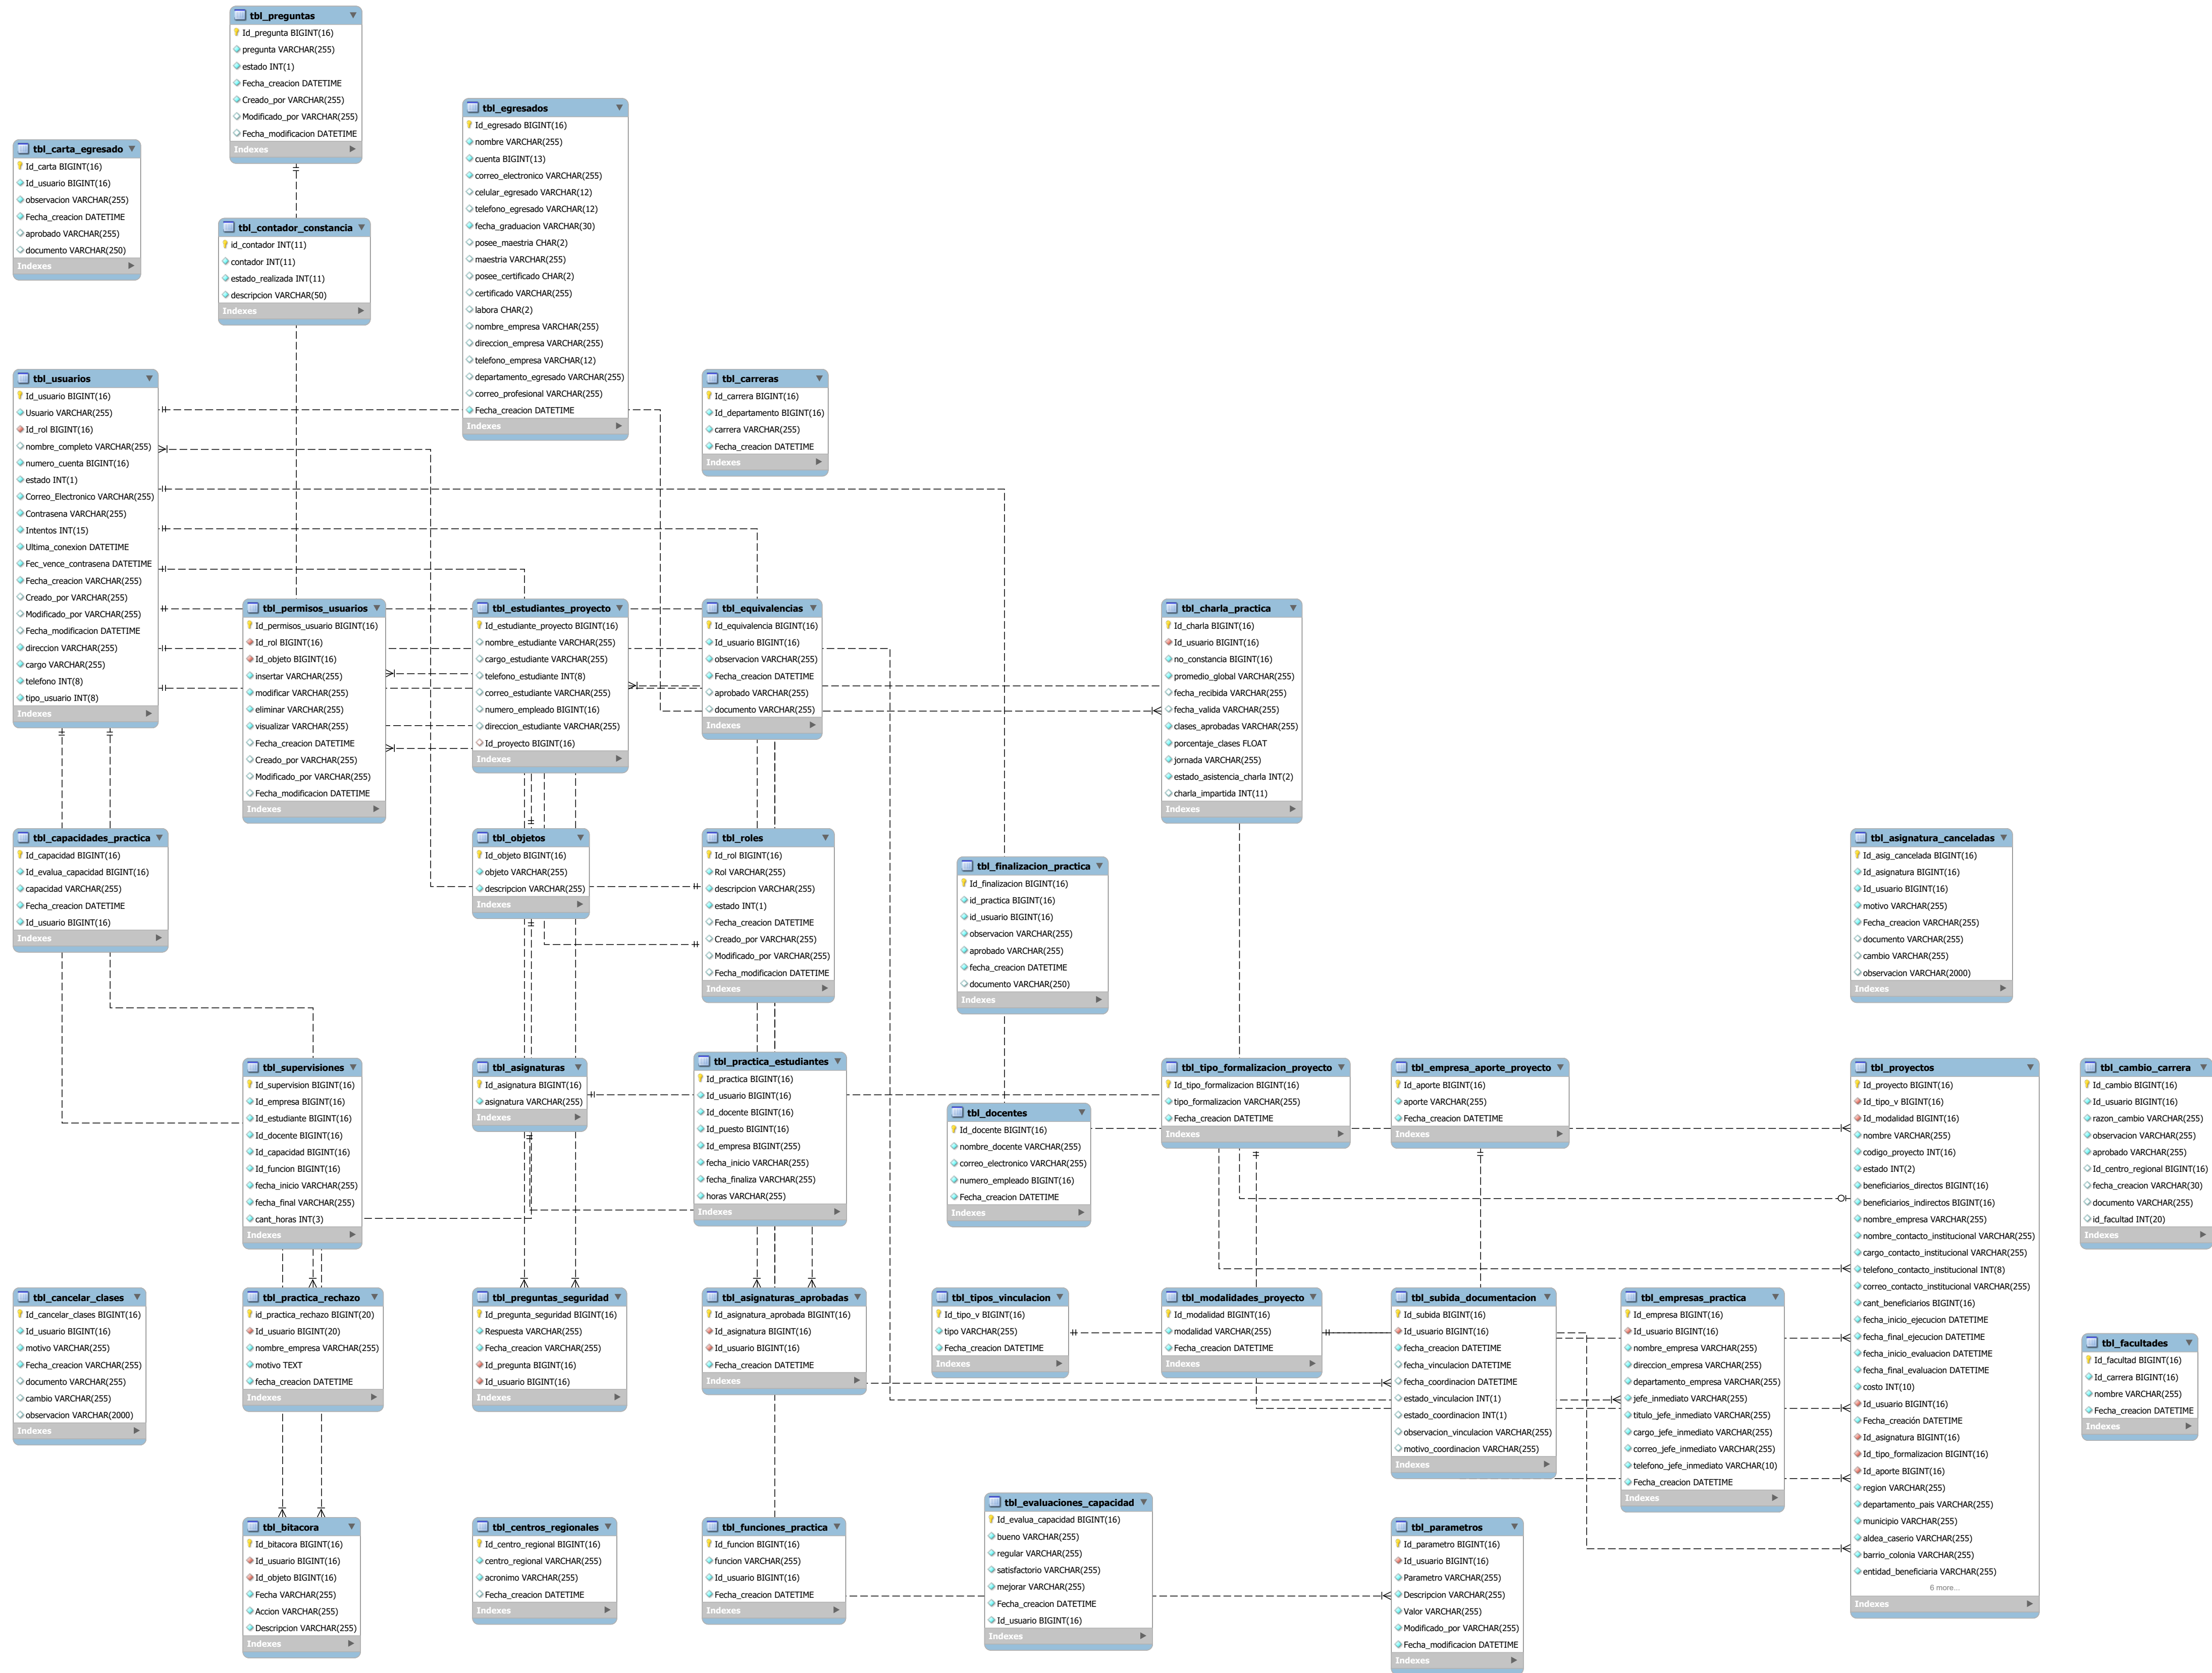 tbl_preguntas
Id_pregunta BIGINT(16)
pregunta VARCHAR(255)
estado INT(1)
Fecha_creacion DATETIME
Creado_por VARCHAR(255)
Modificado_por VARCHAR(255)
Fecha_modificacion DATETIME
Indexes
tbl_egresados
Id_egresado BIGINT(16)
nombre VARCHAR(255)
cuenta BIGINT(13)
correo_electronico VARCHAR(255)
celular_egresado VARCHAR(12)
telefono_egresado VARCHAR(12)
fecha_graduacion VARCHAR(30)
posee_maestria CHAR(2)
maestria VARCHAR(255)
posee_certificado CHAR(2)
certificado VARCHAR(255)
labora CHAR(2)
nombre_empresa VARCHAR(255)
direccion_empresa VARCHAR(255)
telefono_empresa VARCHAR(12)
departamento_egresado VARCHAR(255)
correo_profesional VARCHAR(255)
Fecha_creacion DATETIME
Indexes
tbl_carta_egresado
Id_carta BIGINT(16)
Id_usuario BIGINT(16)
observacion VARCHAR(255)
Fecha_creacion DATETIME
aprobado VARCHAR(255)
documento VARCHAR(250)
Indexes
tbl_contador_constancia
id_contador INT(11)
contador INT(11)
estado_realizada INT(11)
descripcion VARCHAR(50)
Indexes
tbl_usuarios
Id_usuario BIGINT(16)
Usuario VARCHAR(255)
Id_rol BIGINT(16)
nombre_completo VARCHAR(255)
numero_cuenta BIGINT(16)
estado INT(1)
Correo_Electronico VARCHAR(255)
Contrasena VARCHAR(255)
Intentos INT(15)
Ultima_conexion DATETIME
Fec_vence_contrasena DATETIME
Fecha_creacion VARCHAR(255)
Creado_por VARCHAR(255)
Modificado_por VARCHAR(255)
Fecha_modificacion DATETIME
direccion VARCHAR(255)
cargo VARCHAR(255)
telefono INT(8)
tipo_usuario INT(8)
Indexes
tbl_carreras
Id_carrera BIGINT(16)
Id_departamento BIGINT(16)
carrera VARCHAR(255)
Fecha_creacion DATETIME
Indexes
tbl_permisos_usuarios
Id_permisos_usuario BIGINT(16)
Id_rol BIGINT(16)
Id_objeto BIGINT(16)
insertar VARCHAR(255)
modificar VARCHAR(255)
eliminar VARCHAR(255)
visualizar VARCHAR(255)
Fecha_creacion DATETIME
Creado_por VARCHAR(255)
Modificado_por VARCHAR(255)
Fecha_modificacion DATETIME
Indexes
tbl_estudiantes_proyecto
Id_estudiante_proyecto BIGINT(16)
nombre_estudiante VARCHAR(255)
cargo_estudiante VARCHAR(255)
telefono_estudiante INT(8)
correo_estudiante VARCHAR(255)
numero_empleado BIGINT(16)
direccion_estudiante VARCHAR(255)
Id_proyecto BIGINT(16)
Indexes
tbl_equivalencias
Id_equivalencia BIGINT(16)
Id_usuario BIGINT(16)
observacion VARCHAR(255)
Fecha_creacion DATETIME
aprobado VARCHAR(255)
documento VARCHAR(255)
Indexes
tbl_charla_practica
Id_charla BIGINT(16)
Id_usuario BIGINT(16)
no_constancia BIGINT(16)
promedio_global VARCHAR(255)
fecha_recibida VARCHAR(255)
fecha_valida VARCHAR(255)
clases_aprobadas VARCHAR(255)
porcentaje_clases FLOAT
jornada VARCHAR(255)
estado_asistencia_charla INT(2)
charla_impartida INT(11)
Indexes
tbl_capacidades_practica
Id_capacidad BIGINT(16)
Id_evalua_capacidad BIGINT(16)
capacidad VARCHAR(255)
Fecha_creacion DATETIME
Id_usuario BIGINT(16)
Indexes
tbl_objetos
Id_objeto BIGINT(16)
objeto VARCHAR(255)
descripcion VARCHAR(255)
Indexes
tbl_roles
Id_rol BIGINT(16)
Rol VARCHAR(255)
descripcion VARCHAR(255)
estado INT(1)
Fecha_creacion DATETIME
Creado_por VARCHAR(255)
Modificado_por VARCHAR(255)
Fecha_modificacion DATETIME
Indexes
tbl_finalizacion_practica
Id_finalizacion BIGINT(16)
id_practica BIGINT(16)
id_usuario BIGINT(16)
observacion VARCHAR(255)
aprobado VARCHAR(255)
fecha_creacion DATETIME
documento VARCHAR(250)
Indexes
tbl_asignatura_canceladas
Id_asig_cancelada BIGINT(16)
Id_asignatura BIGINT(16)
Id_usuario BIGINT(16)
motivo VARCHAR(255)
Fecha_creacion VARCHAR(255)
documento VARCHAR(255)
cambio VARCHAR(255)
observacion VARCHAR(2000)
Indexes
tbl_supervisiones
Id_supervision BIGINT(16)
Id_empresa BIGINT(16)
Id_estudiante BIGINT(16)
Id_docente BIGINT(16)
Id_capacidad BIGINT(16)
Id_funcion BIGINT(16)
fecha_inicio VARCHAR(255)
fecha_final VARCHAR(255)
cant_horas INT(3)
Indexes
tbl_asignaturas
Id_asignatura BIGINT(16)
asignatura VARCHAR(255)
Indexes
tbl_practica_estudiantes
Id_practica BIGINT(16)
Id_usuario BIGINT(16)
Id_docente BIGINT(16)
Id_puesto BIGINT(16)
Id_empresa BIGINT(255)
fecha_inicio VARCHAR(255)
fecha_finaliza VARCHAR(255)
horas VARCHAR(255)
Indexes
tbl_docentes
Id_docente BIGINT(16)
nombre_docente VARCHAR(255)
correo_electronico VARCHAR(255)
numero_empleado BIGINT(16)
Fecha_creacion DATETIME
Indexes
tbl_tipo_formalizacion_proyecto
Id_tipo_formalizacion BIGINT(16)
tipo_formalizacion VARCHAR(255)
Fecha_creacion DATETIME
Indexes
tbl_empresa_aporte_proyecto
Id_aporte BIGINT(16)
aporte VARCHAR(255)
Fecha_creacion DATETIME
Indexes
tbl_proyectos
Id_proyecto BIGINT(16)
Id_tipo_v BIGINT(16)
Id_modalidad BIGINT(16)
nombre VARCHAR(255)
codigo_proyecto INT(16)
estado INT(2)
beneficiarios_directos BIGINT(16)
beneficiarios_indirectos BIGINT(16)
nombre_empresa VARCHAR(255)
nombre_contacto_institucional VARCHAR(255)
cargo_contacto_institucional VARCHAR(255)
telefono_contacto_institucional INT(8)
correo_contacto_institucional VARCHAR(255)
cant_beneficiarios BIGINT(16)
fecha_inicio_ejecucion DATETIME
fecha_final_ejecucion DATETIME
fecha_inicio_evaluacion DATETIME
fecha_final_evaluacion DATETIME
costo INT(10)
Id_usuario BIGINT(16)
Fecha_creación DATETIME
Id_asignatura BIGINT(16)
Id_tipo_formalizacion BIGINT(16)
Id_aporte BIGINT(16)
region VARCHAR(255)
departamento_pais VARCHAR(255)
municipio VARCHAR(255)
aldea_caserio VARCHAR(255)
barrio_colonia VARCHAR(255)
entidad_beneficiaria VARCHAR(255)
6 more...
Indexes
tbl_cambio_carrera
Id_cambio BIGINT(16)
Id_usuario BIGINT(16)
razon_cambio VARCHAR(255)
observacion VARCHAR(255)
aprobado VARCHAR(255)
Id_centro_regional BIGINT(16)
fecha_creacion VARCHAR(30)
documento VARCHAR(255)
id_facultad INT(20)
Indexes
tbl_cancelar_clases
Id_cancelar_clases BIGINT(16)
Id_usuario BIGINT(16)
motivo VARCHAR(255)
Fecha_creacion VARCHAR(255)
documento VARCHAR(255)
cambio VARCHAR(255)
observacion VARCHAR(2000)
Indexes
tbl_practica_rechazo
id_practica_rechazo BIGINT(20)
Id_usuario BIGINT(20)
nombre_empresa VARCHAR(255)
motivo TEXT
fecha_creacion DATETIME
Indexes
tbl_preguntas_seguridad
Id_pregunta_seguridad BIGINT(16)
Respuesta VARCHAR(255)
Fecha_creacion VARCHAR(255)
Id_pregunta BIGINT(16)
Id_usuario BIGINT(16)
Indexes
tbl_asignaturas_aprobadas
Id_asignatura_aprobada BIGINT(16)
Id_asignatura BIGINT(16)
Id_usuario BIGINT(16)
Fecha_creacion DATETIME
Indexes
tbl_tipos_vinculacion
Id_tipo_v BIGINT(16)
tipo VARCHAR(255)
Fecha_creacion DATETIME
Indexes
tbl_modalidades_proyecto
Id_modalidad BIGINT(16)
modalidad VARCHAR(255)
Fecha_creacion DATETIME
Indexes
tbl_subida_documentacion
Id_subida BIGINT(16)
Id_usuario BIGINT(16)
fecha_creacion DATETIME
fecha_vinculacion DATETIME
fecha_coordinacion DATETIME
estado_vinculacion INT(1)
estado_coordinacion INT(1)
observacion_vinculacion VARCHAR(255)
motivo_coordinacion VARCHAR(255)
Indexes
tbl_empresas_practica
Id_empresa BIGINT(16)
Id_usuario BIGINT(16)
nombre_empresa VARCHAR(255)
direccion_empresa VARCHAR(255)
departamento_empresa VARCHAR(255)
jefe_inmediato VARCHAR(255)
titulo_jefe_inmediato VARCHAR(255)
cargo_jefe_inmediato VARCHAR(255)
correo_jefe_inmediato VARCHAR(255)
telefono_jefe_inmediato VARCHAR(10)
Fecha_creacion DATETIME
Indexes
tbl_facultades
Id_facultad BIGINT(16)
Id_carrera BIGINT(16)
nombre VARCHAR(255)
Fecha_creacion DATETIME
Indexes
tbl_bitacora
Id_bitacora BIGINT(16)
Id_usuario BIGINT(16)
Id_objeto BIGINT(16)
Fecha VARCHAR(255)
Accion VARCHAR(255)
Descripcion VARCHAR(255)
Indexes
tbl_centros_regionales
Id_centro_regional BIGINT(16)
centro_regional VARCHAR(255)
acronimo VARCHAR(255)
Fecha_creacion DATETIME
Indexes
tbl_funciones_practica
Id_funcion BIGINT(16)
funcion VARCHAR(255)
Id_usuario BIGINT(16)
Fecha_creacion DATETIME
Indexes
tbl_evaluaciones_capacidad
Id_evalua_capacidad BIGINT(16)
bueno VARCHAR(255)
regular VARCHAR(255)
satisfactorio VARCHAR(255)
mejorar VARCHAR(255)
Fecha_creacion DATETIME
Id_usuario BIGINT(16)
Indexes
tbl_parametros
Id_parametro BIGINT(16)
Id_usuario BIGINT(16)
Parametro VARCHAR(255)
Descripcion VARCHAR(255)
Valor VARCHAR(255)
Modificado_por VARCHAR(255)
Fecha_modificacion DATETIME
Indexes